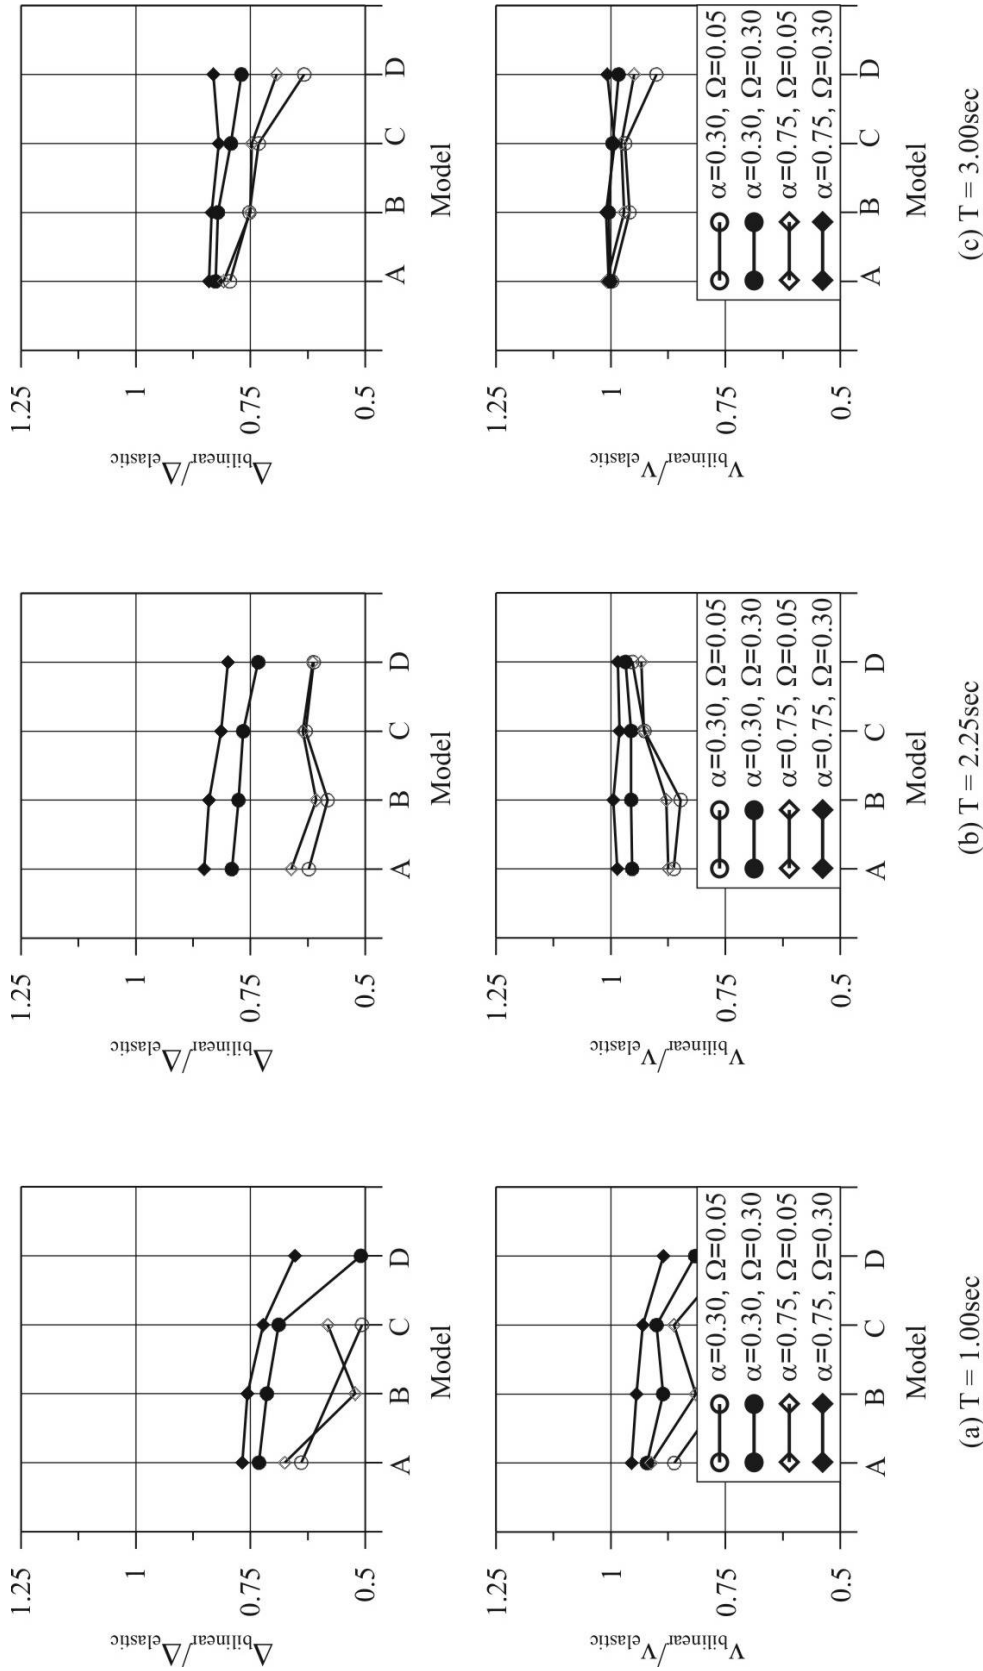 Δbilinear/Δelastic
1.25
1
0.75
0.5
A B C D
Model
Δbilinear/Δelastic
1.25
1
0.75
0.5
A B C D
Model
Δbilinear/Δelastic
1.25
1
0.75
0.5
A B C D
Model
Vbilinear/Velastic
1.25
1
0.75
0.5
α=0.30, Ω=0.05
α=0.30, Ω=0.30
α=0.75, Ω=0.05
α=0.75, Ω=0.30
A B C D
Model
(a) T = 1.00sec
Vbilinear/Velastic
1.25
1
0.75
0.5
α=0.30, Ω=0.05
α=0.30, Ω=0.30
α=0.75, Ω=0.05
α=0.75, Ω=0.30
A B C D
Model
(b) T = 2.25sec
Vbilinear/Velastic
1.25
1
0.75
0.5
α=0.30, Ω=0.05
α=0.30, Ω=0.30
α=0.75, Ω=0.05
α=0.75, Ω=0.30
A B C D
Model
(c) T = 3.00sec